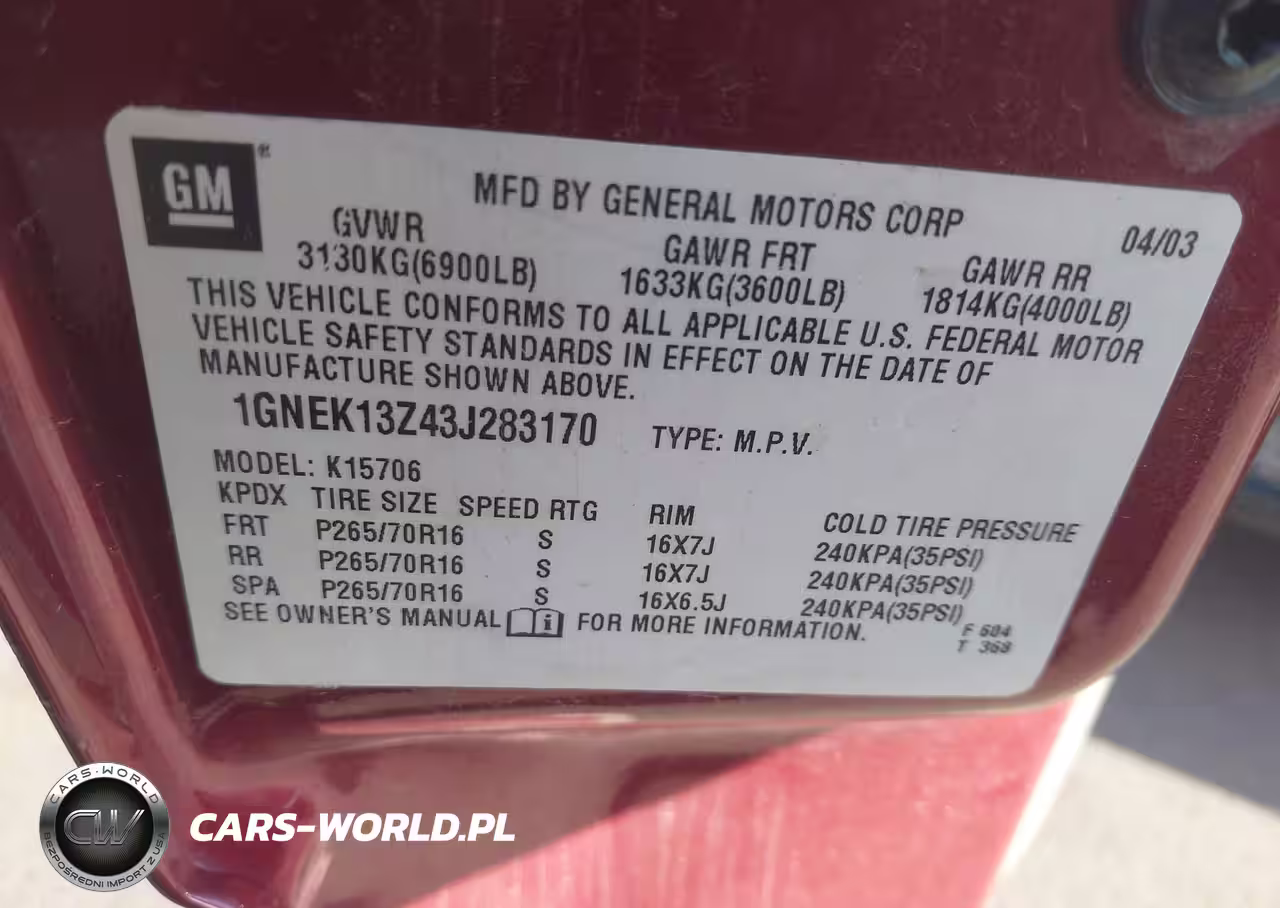 GM®
MFD BY GENERAL MOTORS CORP
04/03
GVWR GAWR FRT GAWR RR
3130KG(6900LB) 1633KG(3600LB) 1814KG(4000LB)
THIS VEHICLE CONFORMS TO ALL APPLICABLE U.S. FEDERAL MOTOR
VEHICLE SAFETY STANDARDS IN EFFECT ON THE DATE OF
MANUFACTURE SHOWN ABOVE.
1GNEK13Z43J283170 TYPE: M.P.V.
MODEL: K15706
KPDX TIRE SIZE SPEED RTG RIM COLD TIRE PRESSURE
FRT P265/70R16 S 16X7J 240KPA(35PSI)
RR P265/70R16 S 16X7J 240KPA(35PSI)
SPA P265/70R16 S 16X6.5J 240KPA(35PSI)
SEE OWNER'S MANUAL i FOR MORE INFORMATION.
F 604
T 368
CARS-WORLD
CW
BEZPOŚREDNI IMPORT Z USA
CARS-WORLD.PL